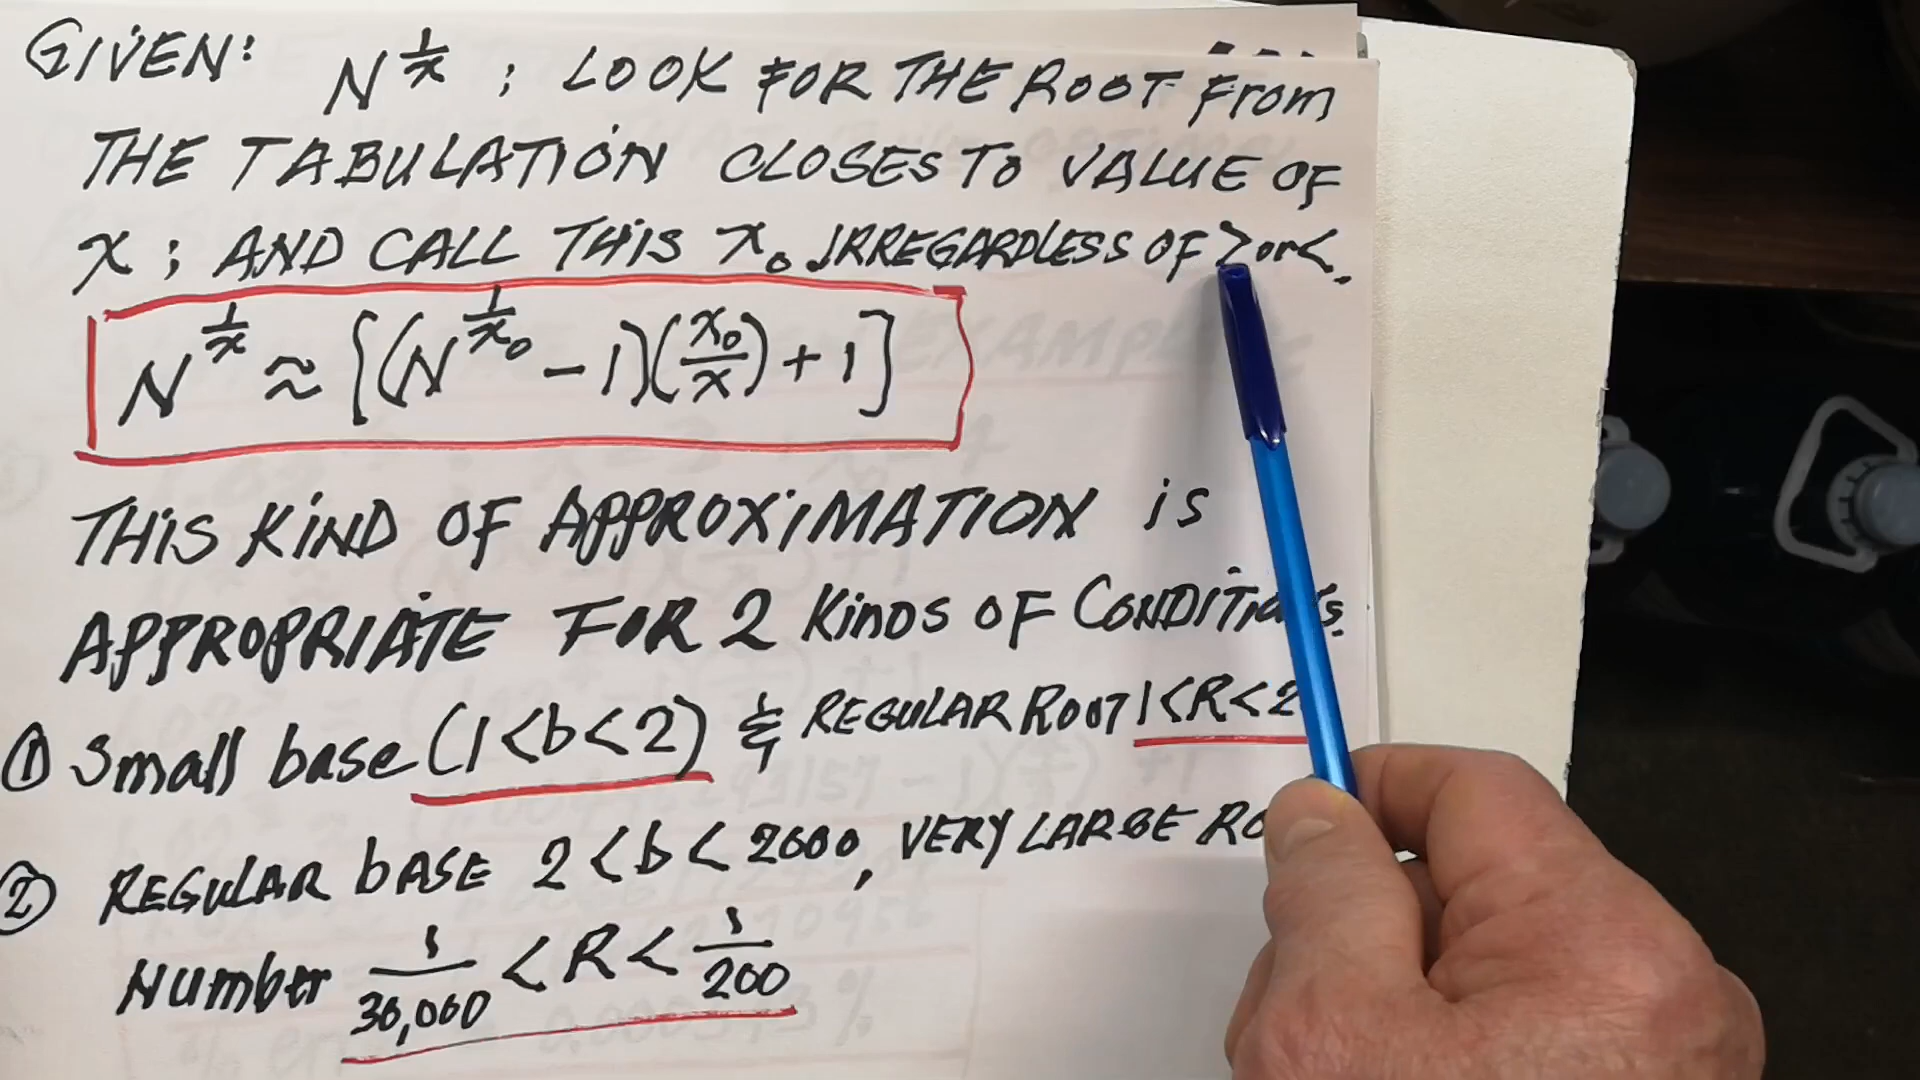 GIVEN: N^(1/x) ; LOOK FOR THE ROOT From
THE TABULATION CLOSES TO VALUE OF
x ; AND CALL THIS x₀ IRREGARDLESS OF > or < .
N^(1/x) ≈ [(N^(1/x₀) - 1)(x₀/x) + 1]
THIS KIND OF APPROXIMATION is
APPROPRIATE FOR 2 KINDS OF CONDITIONS.
① Small base (1<b<2) & REGULAR ROOT 1<R<2
② REGULAR bASE 2<b<2000, VERY LARGE
Number 1/30,000 < R < 1/200